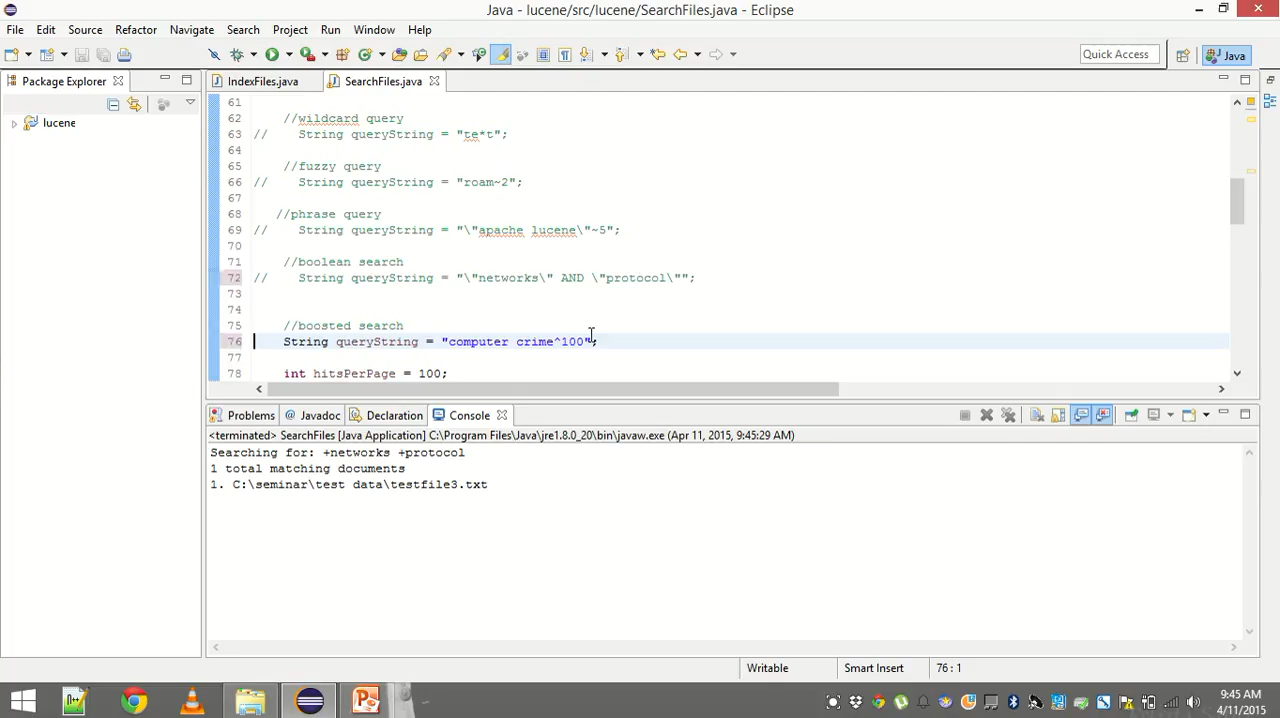 Java - lucene/src/lucene/SearchFiles.java - Eclipse
File Edit Source Refactor Navigate Search Project Run Window Help
Quick Access Java
Package Explorer IndexFiles.java SearchFiles.java
lucene
61
62 //wildcard query
63 // String queryString = "te*t";
64
65 //fuzzy query
66 // String queryString = "roam~2";
67
68 //phrase query
69 // String queryString = "\"apache lucene\"~5";
70
71 //boolean search
72 // String queryString = "\"networks\" AND \"protocol\"";
73
74
75 //boosted search
76 String queryString = "computer crime^100";
77
78 int hitsPerPage = 100;
Problems Javadoc Declaration Console
<terminated> SearchFiles [Java Application] C:\Program Files\Java\jre1.8.0_20\bin\javaw.exe (Apr 11, 2015, 9:45:29 AM)
Searching for: +networks +protocol
1 total matching documents
1. C:\seminar\test data\testfile3.txt
Writable Smart Insert 76 : 1
9:45 AM
4/11/2015